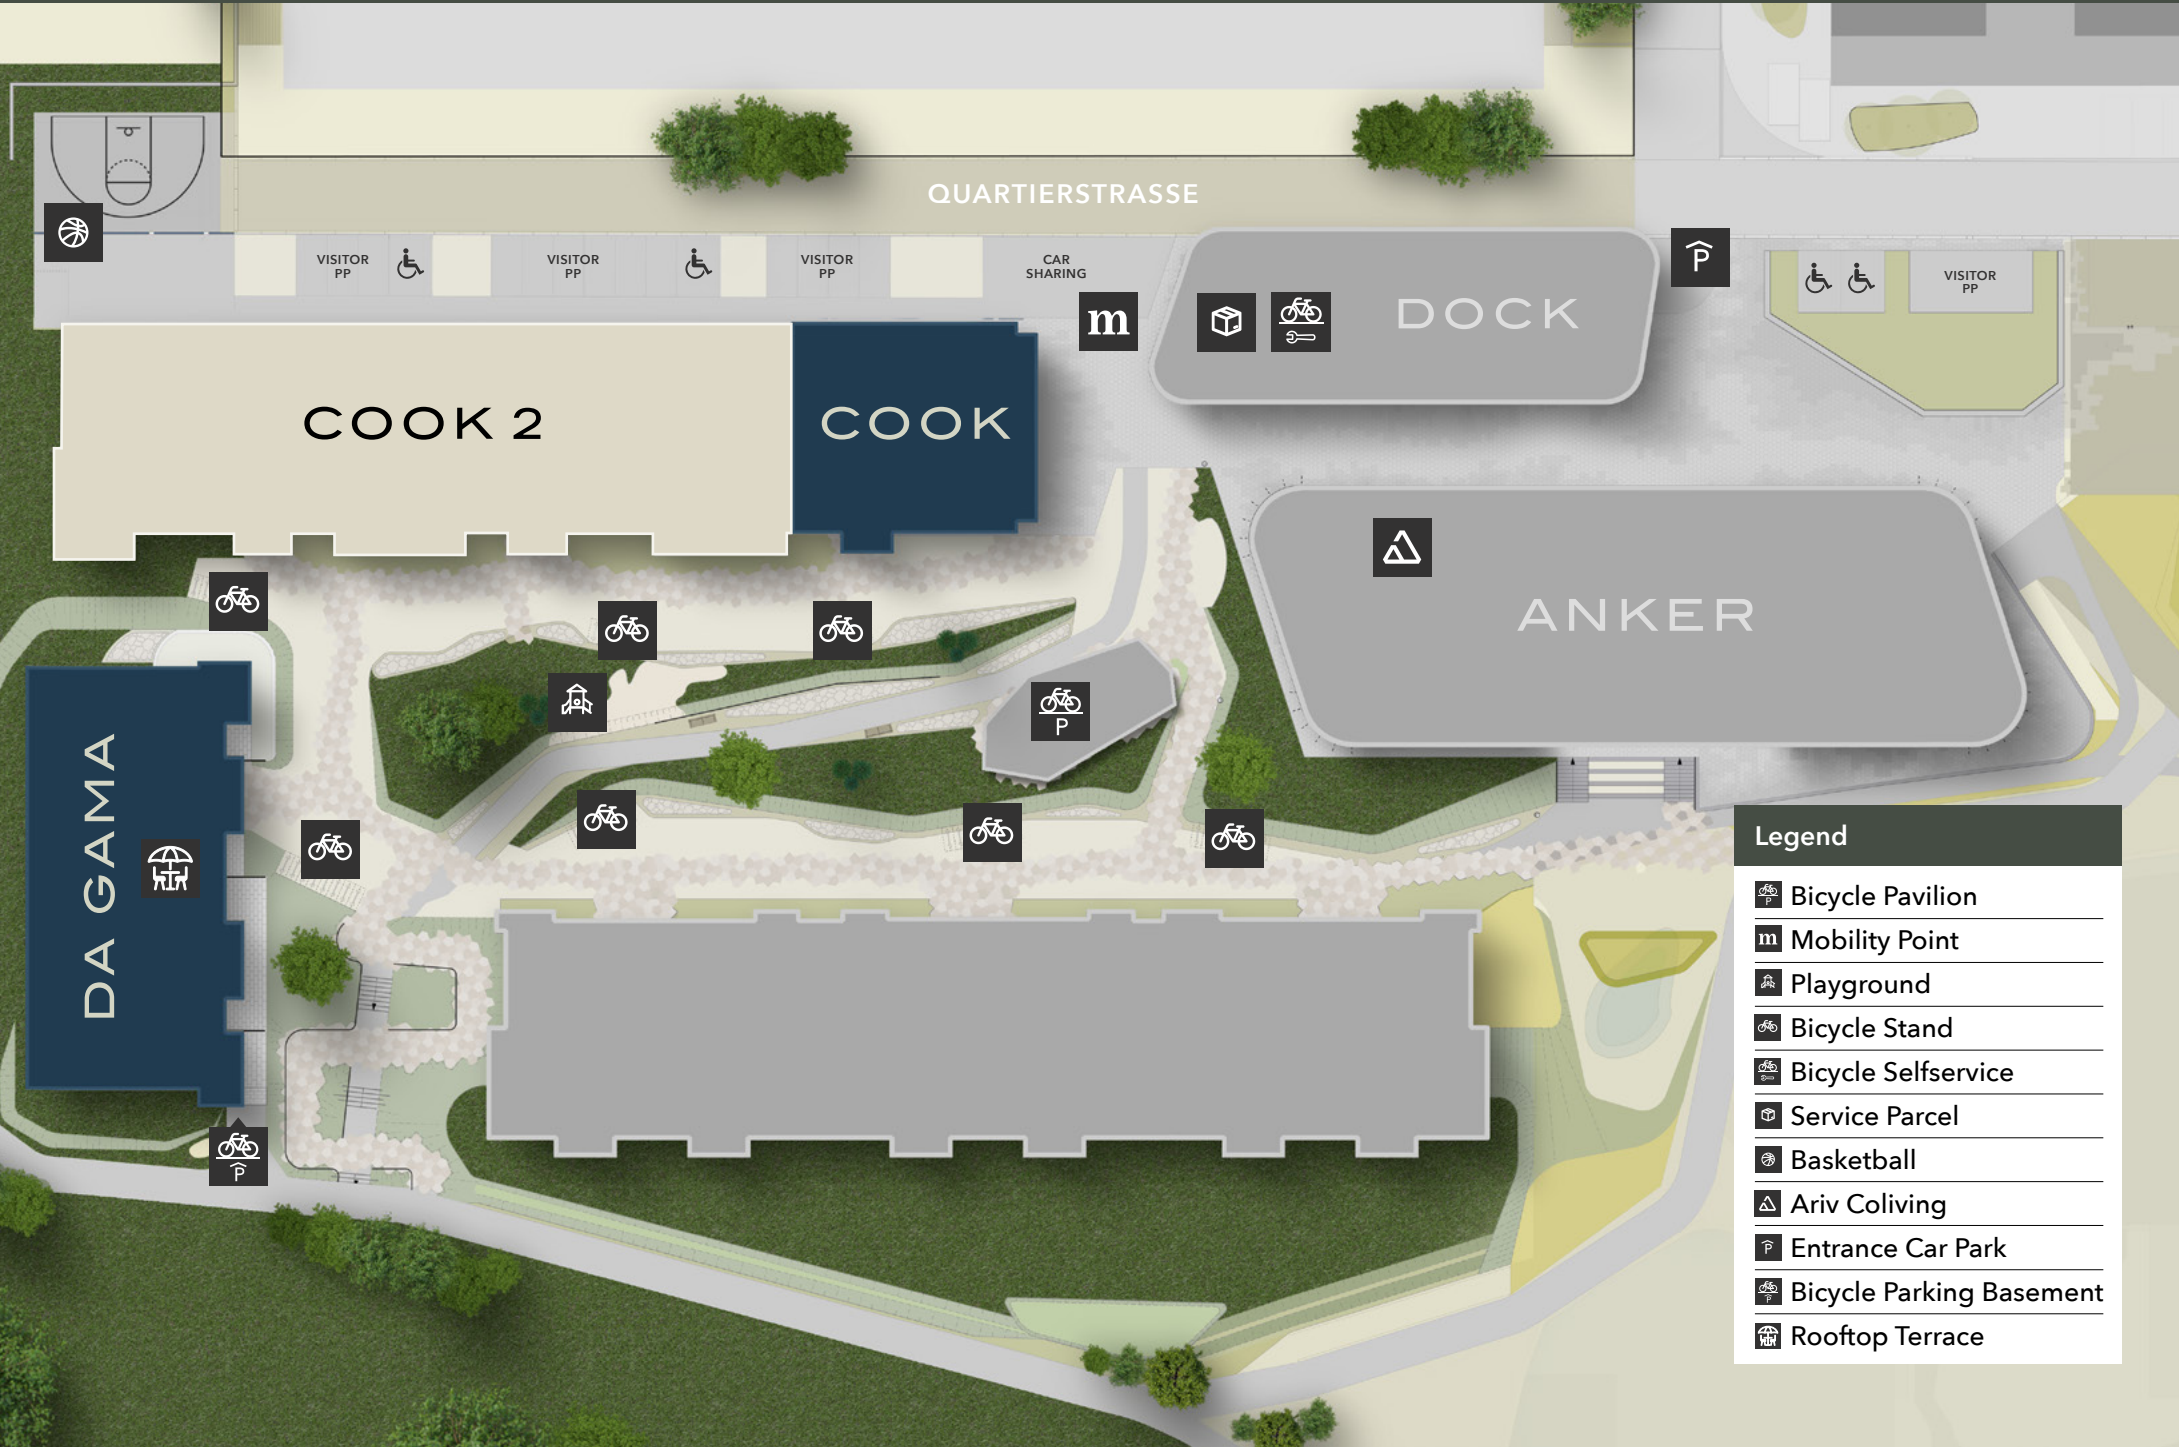 QUARTIERSTRASSE
VISITOR
PP
VISITOR
PP
VISITOR
PP
CAR
SHARING
P
VISITOR
PP
m
DOCK
COOK 2
COOK
ANKER
P
DA GAMA
P
Legend
P Bicycle Pavilion
m Mobility Point
Playground
Bicycle Stand
Bicycle Selfservice
Service Parcel
Basketball
Ariv Coliving
P Entrance Car Park
P Bicycle Parking Basement
Rooftop Terrace